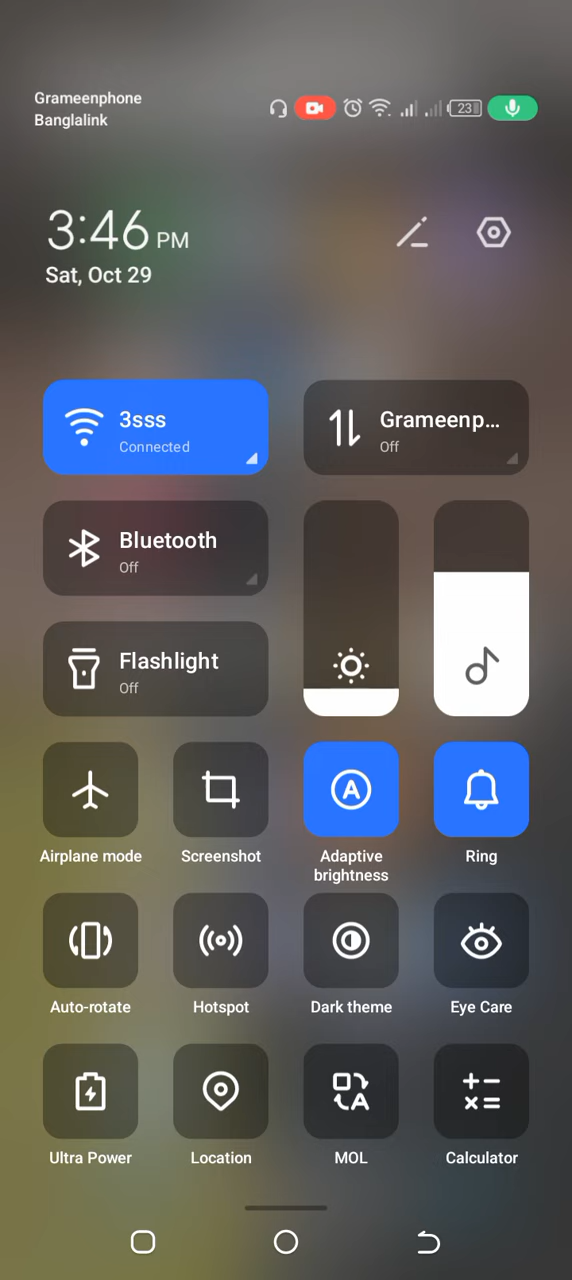 Grameenphone
Banglalink
23
3:46 PM
Sat, Oct 29
3sss
Connected
Grameenp...
Off
Bluetooth
Off
Flashlight
Off
Airplane mode
Screenshot
Adaptive
brightness
Ring
Auto-rotate
Hotspot
Dark theme
Eye Care
Ultra Power
Location
MOL
Calculator